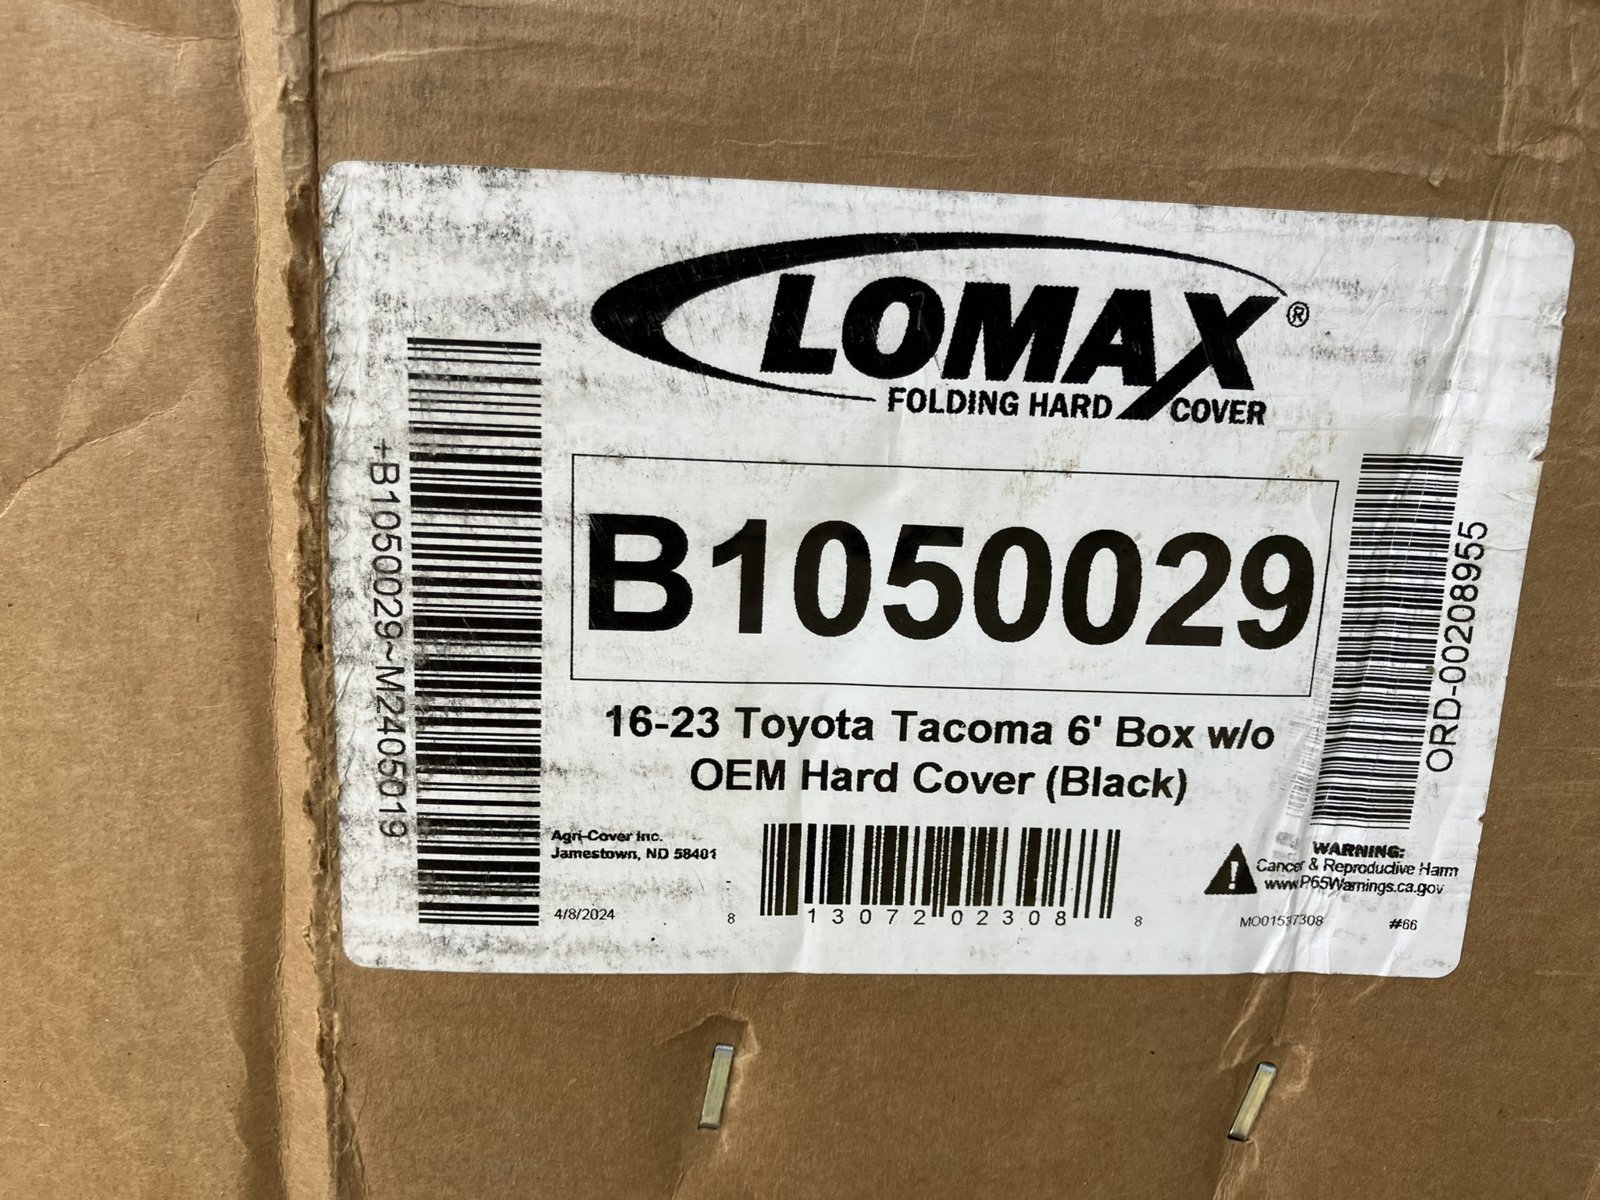 LOMAX®
FOLDING HARD COVER
+B1050029~M2405019
B1050029
ORD-00208955
16-23 Toyota Tacoma 6' Box w/o
OEM Hard Cover (Black)
Agri-Cover Inc.
Jamestown, ND 58401
4/8/2024
8 13072 02308 8
WARNING:
Cancer & Reproductive Harm
www.P65Warnings.ca.gov
MO01537308
#66